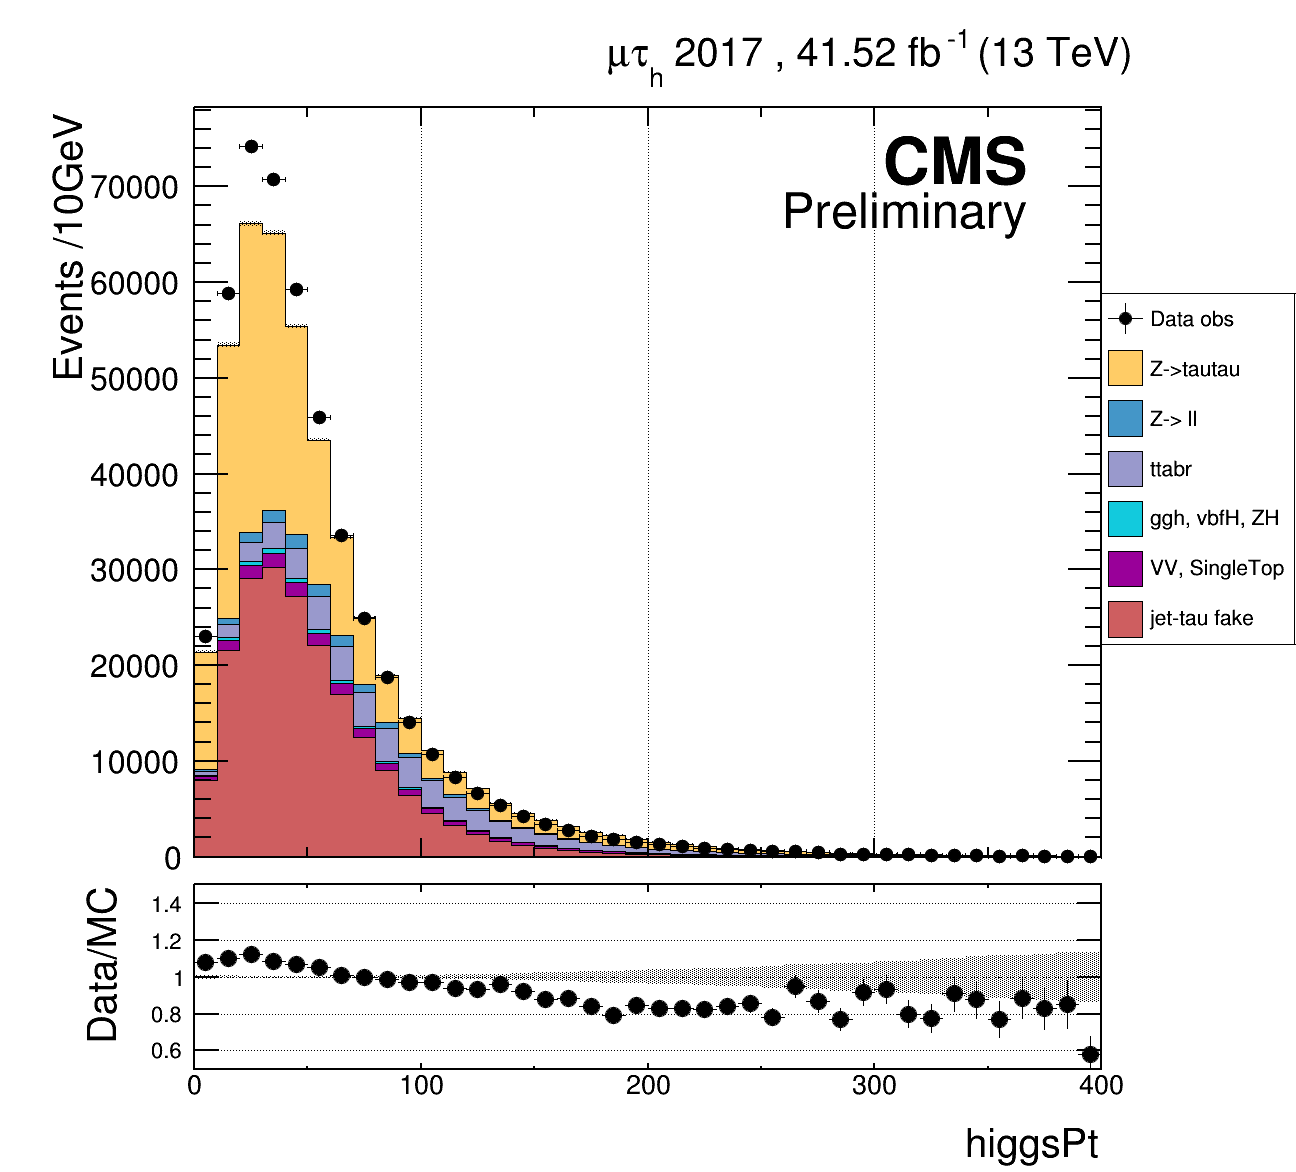 μτh 2017 , 41.52 fb-1 (13 TeV)
Events /10GeV
CMS
Preliminary
70000
60000
50000
40000
30000
20000
10000
0
Data obs
Z->tautau
Z-> ll
ttabr
ggh, vbfH, ZH
VV, SingleTop
jet-tau fake
Data/MC
1.4
1.2
1
0.8
0.6
0 100 200 300 400
higgsPt